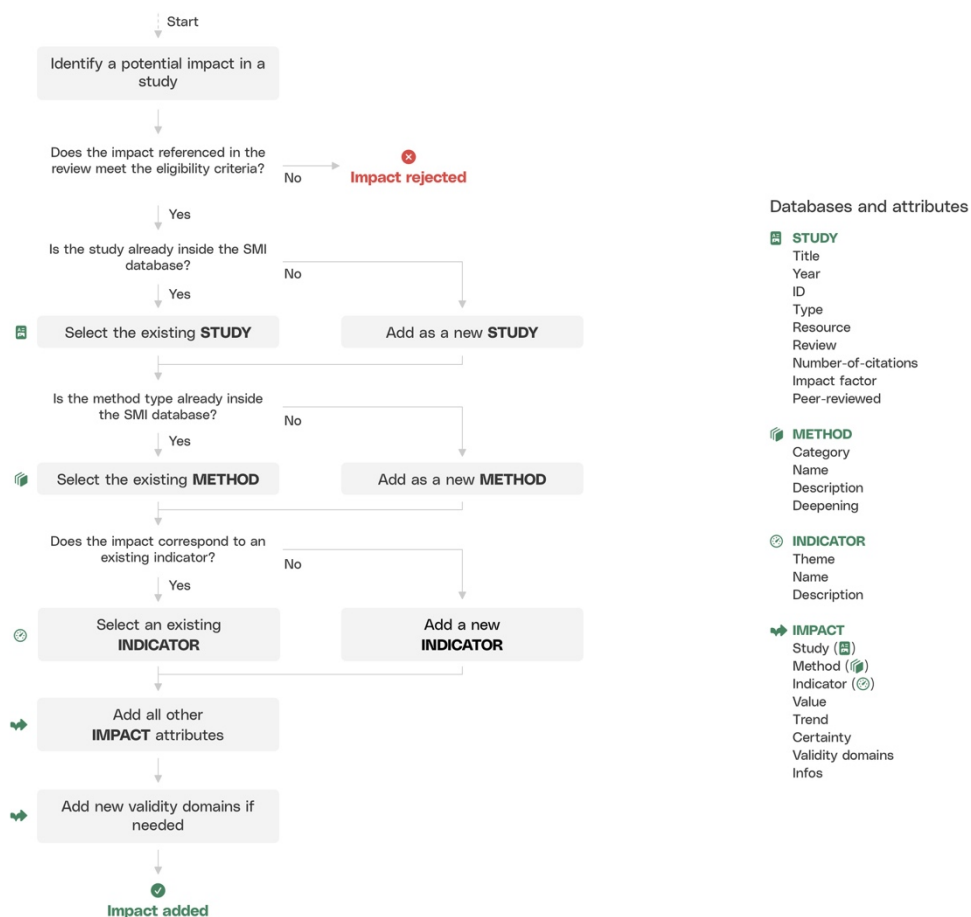 Start
Identify a potential impact in a
study
Does the impact referenced in the
review meet the eligibility criteria?
No
Impact rejected
Yes
Is the study already inside the SMI
database?
No
Yes
Select the existing STUDY
Add as a new STUDY
Is the method type already inside
the SMI database?
No
Yes
Select the existing METHOD
Add as a new METHOD
Does the impact correspond to an
existing indicator?
No
Yes
Select an existing
INDICATOR
Add a new
INDICATOR
Add all other
IMPACT attributes
Add new validity domains if
needed
Impact added
Databases and attributes
STUDY
Title
Year
ID
Type
Resource
Review
Number-of-citations
Impact factor
Peer-reviewed
METHOD
Category
Name
Description
Deepening
INDICATOR
Theme
Name
Description
IMPACT
Study ( )
Method ( )
Indicator ( )
Value
Trend
Certainty
Validity domains
Infos